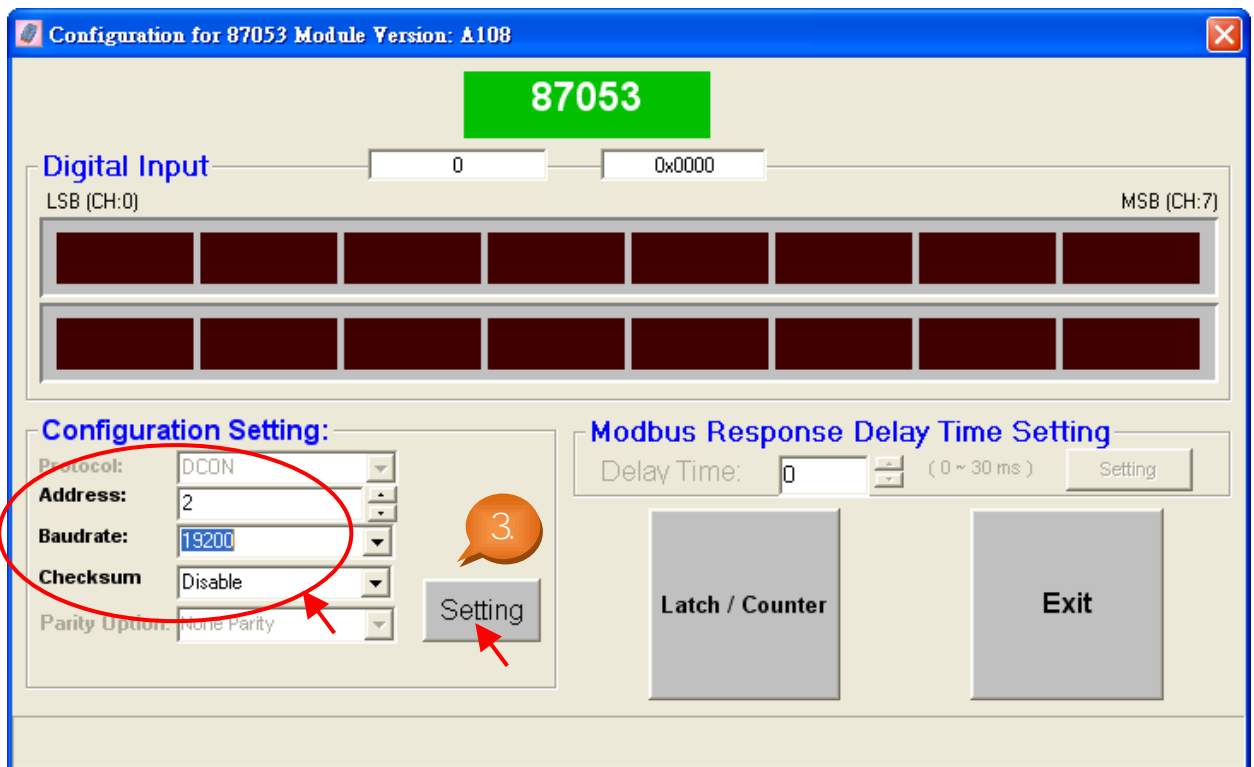 Configuration for 87053 Module Version: A108
87053
Digital Input 0 0x0000
LSB (CH:0) MSB (CH:7)
Configuration Setting:
Protocol: DCON
Address: 2
Baudrate: 19200
Checksum Disable
Parity Option: None Parity
3.
Setting
Modbus Response Delay Time Setting
Delay Time: 0 ( 0 ~ 30 ms ) Setting
Latch / Counter
Exit